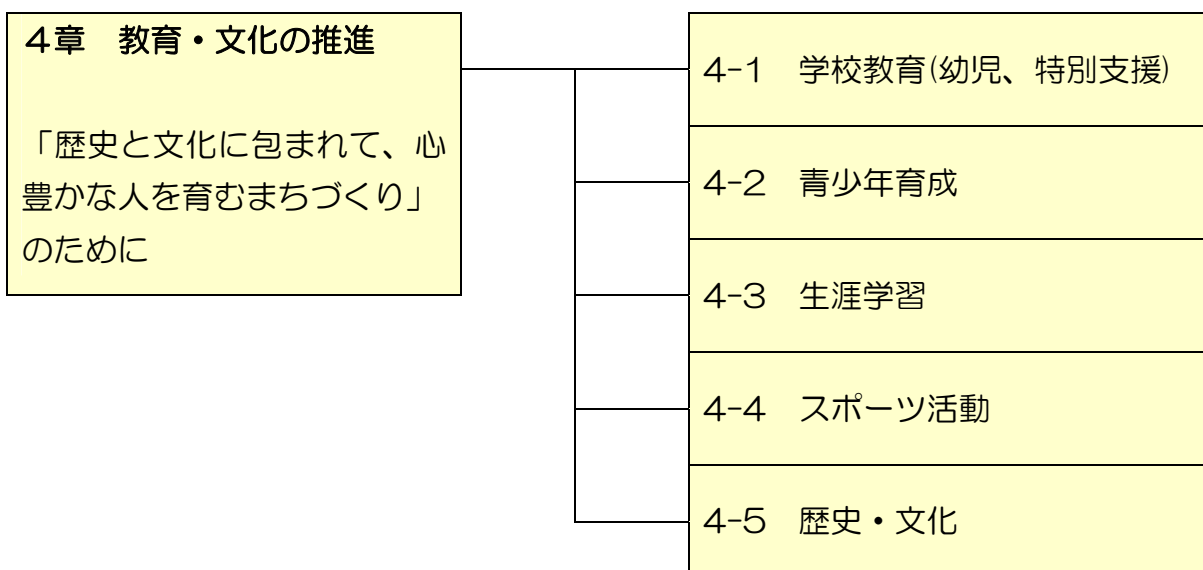 ４章　教育・文化の推進
「歴史と文化に包まれて、心
豊かな人を育むまちづくり」
のために
4-1　学校教育(幼児、特別支援)
4-2　青少年育成
4-3　生涯学習
4-4　スポーツ活動
4-5　歴史・文化